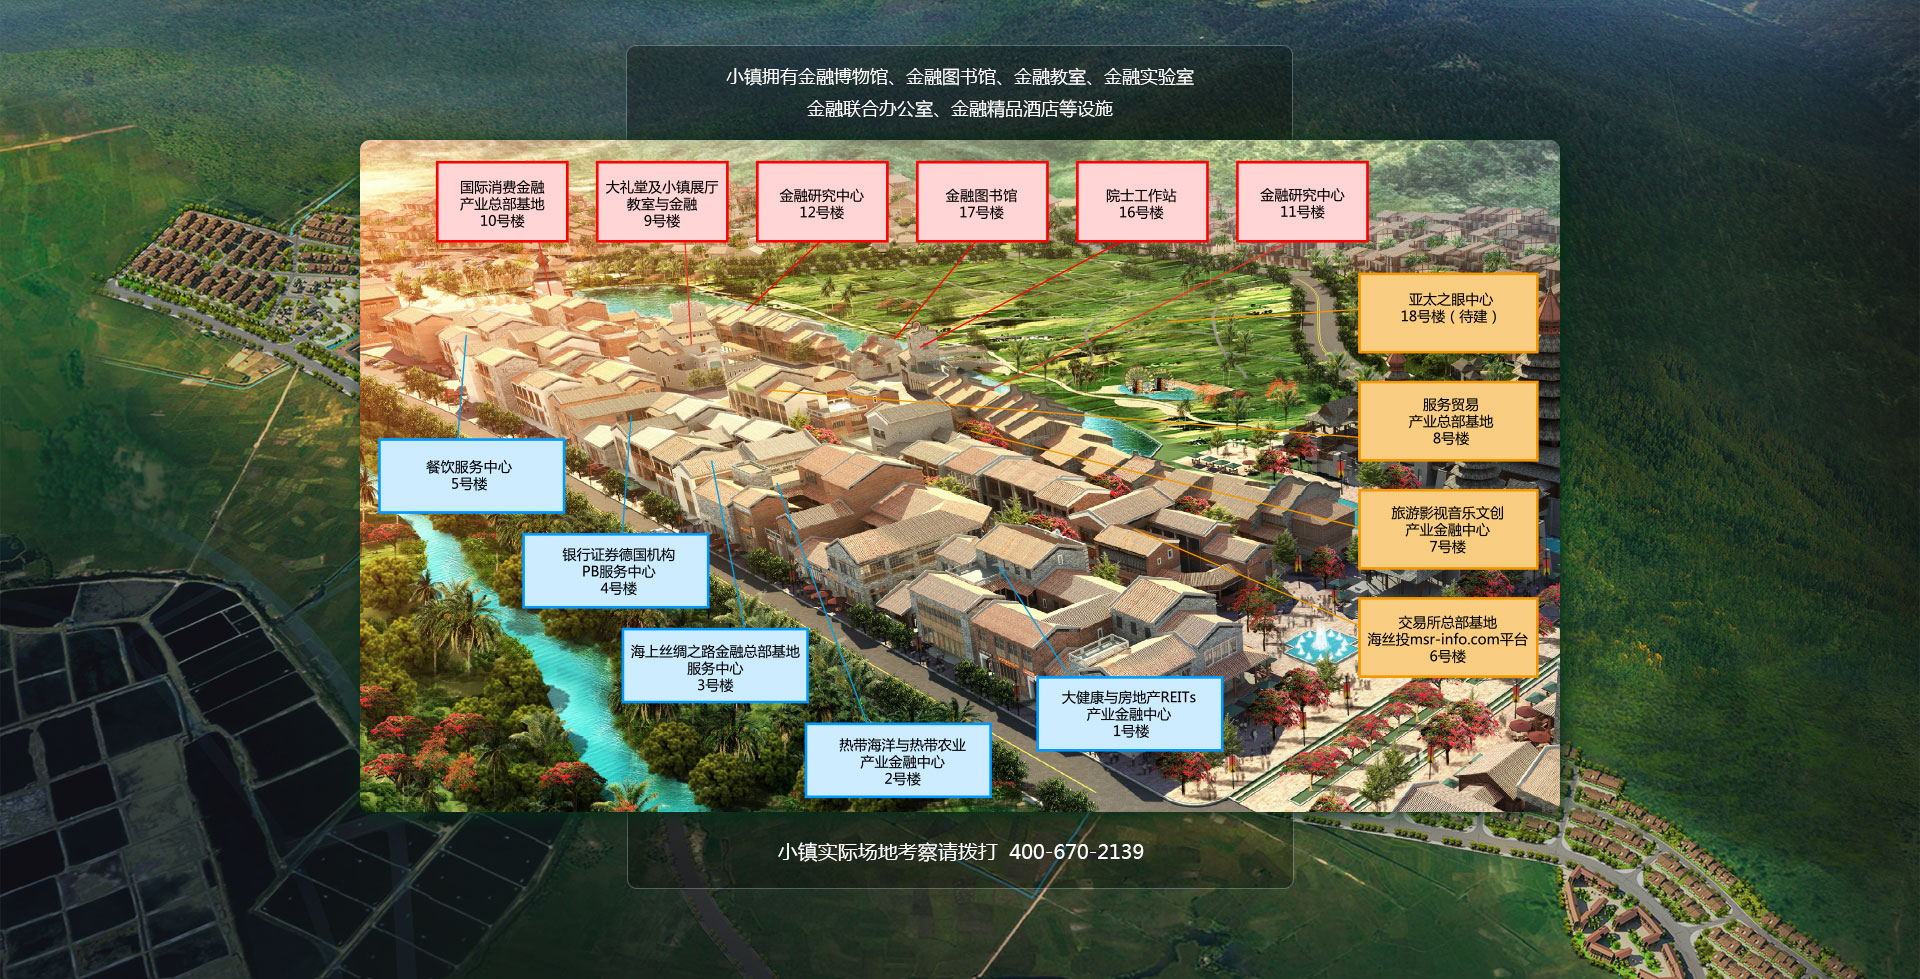 小镇拥有金融博物馆、金融图书馆、金融教室、金融实验室
金融联合办公室、金融精品酒店等设施
国际消费金融
产业总部基地
10号楼
大礼堂及小镇展厅
教室与金融
9号楼
金融研究中心
12号楼
金融图书馆
17号楼
院士工作站
16号楼
金融研究中心
11号楼
亚太之眼中心
18号楼（待建）
服务贸易
产业总部基地
8号楼
旅游影视音乐文创
产业金融中心
7号楼
交易所总部基地
海丝投msr-info.com平台
6号楼
餐饮服务中心
5号楼
银行证券德国机构
PB服务中心
4号楼
海上丝绸之路金融总部基地
服务中心
3号楼
热带海洋与热带农业
产业金融中心
2号楼
大健康与房地产REITs
产业金融中心
1号楼
小镇实际场地考察请拨打 400-670-2139